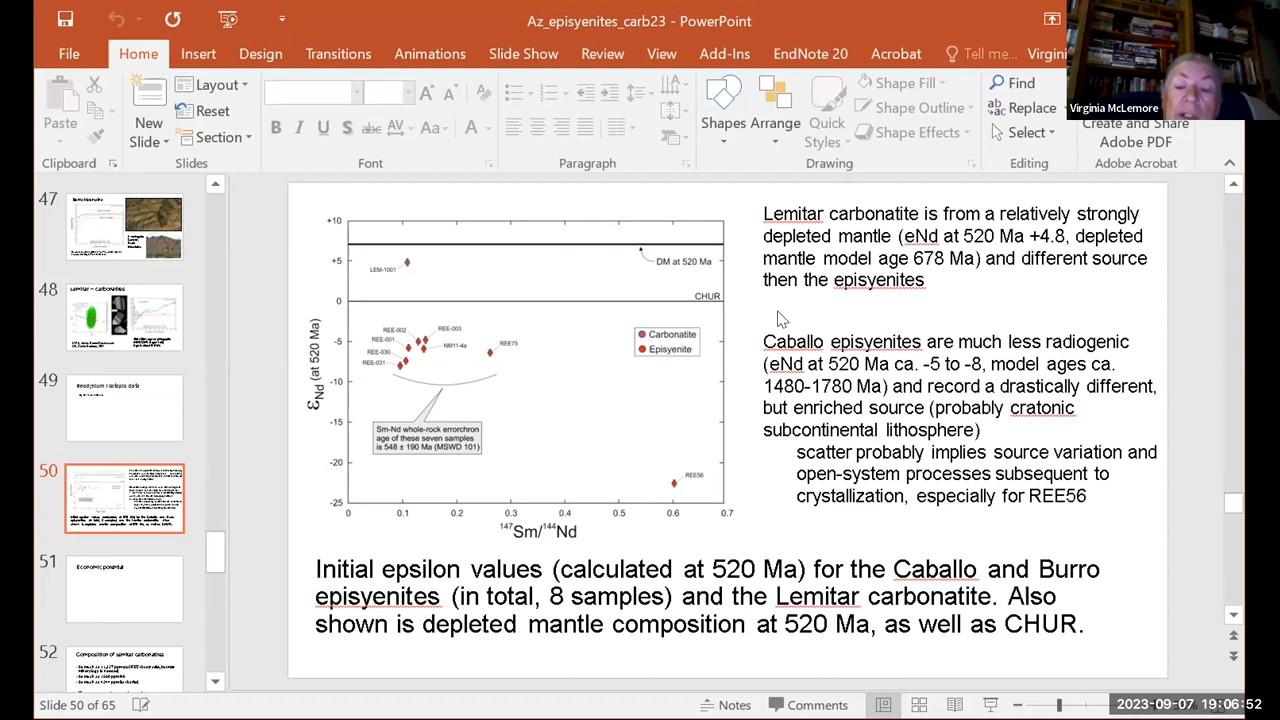 Az_episyenites_carb23 - PowerPoint
File
Home
Insert
Design
Transitions
Animations
Slide Show
Review
View
Add-Ins
EndNote 20
Acrobat
Tell me...
Virgini
Virginia McLemore
Paste
New
Slide
Layout
Reset
Section
B I U S abc AV Aa A
Shapes
Arrange
Quick
Styles
Shape Fill
Shape Outline
Shape Effects
Find
Replace
Select
Create and Share
Adobe PDF
Clipboard
Slides
Font
Paragraph
Drawing
Editing
Adobe Acrobat
47
48
Lemitar – carbonatites
49
Neodymium isotopic data
50
51
Economic potential
52
Composition of lemitar carbonatites
+10
+5
0
-5
-10
-15
-20
-25
εNd (at 520 Ma)
0 0.1 0.2 0.3 0.4 0.5 0.6 0.7
147Sm/144Nd
LEM-1001
DM at 520 Ma
CHUR
REE-002
REE-003
REE-001
NM11-4a
REE75
REE-030
REE-031
Carbonatite
Episyenite
Sm-Nd whole-rock errorchron
age of these seven samples
is 548 ± 190 Ma (MSWD 101)
REE56
Lemitar carbonatite is from a relatively strongly
depleted mantle (eNd at 520 Ma +4.8, depleted
mantle model age 678 Ma) and different source
then the episyenites
Caballo episyenites are much less radiogenic
(eNd at 520 Ma ca. -5 to -8, model ages ca.
1480-1780 Ma) and record a drastically different,
but enriched source (probably cratonic
subcontinental lithosphere)
scatter probably implies source variation and
open-system processes subsequent to
crystallization, especially for REE56
Initial epsilon values (calculated at 520 Ma) for the Caballo and Burro
episyenites (in total, 8 samples) and the Lemitar carbonatite. Also
shown is depleted mantle composition at 520 Ma, as well as CHUR.
Slide 50 of 65
Notes
Comments
2023-09-07, 19:06:52